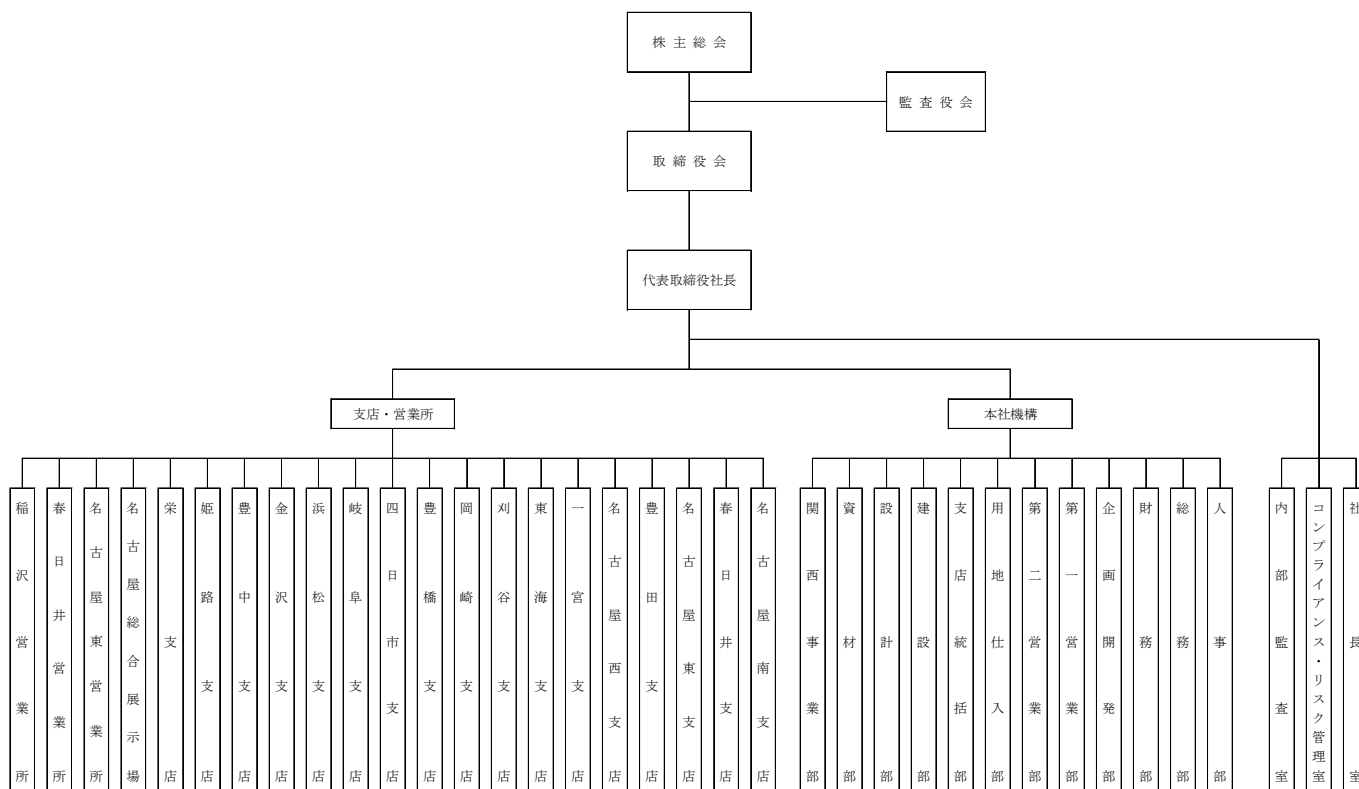 株主総会
監査役会
取締役会
代表取締役社長
支店・営業所
本社機構
稲沢営業所
春日井営業所
名古屋東営業所
名古屋総合展示場
栄支店
姫路支店
豊中支店
金沢支店
浜松支店
岐阜支店
四日市支店
豊橋支店
岡崎支店
刈谷支店
東海支店
一宮支店
名古屋西支店
豊田支店
名古屋東支店
春日井支店
名古屋南支店
関西事業部
資材部
設計部
建設部
支店統括部
用地仕入部
第二営業部
第一営業部
企画開発部
財務部
総務部
人事部
内部監査室
コンプライアンス・リスク管理室
社長室